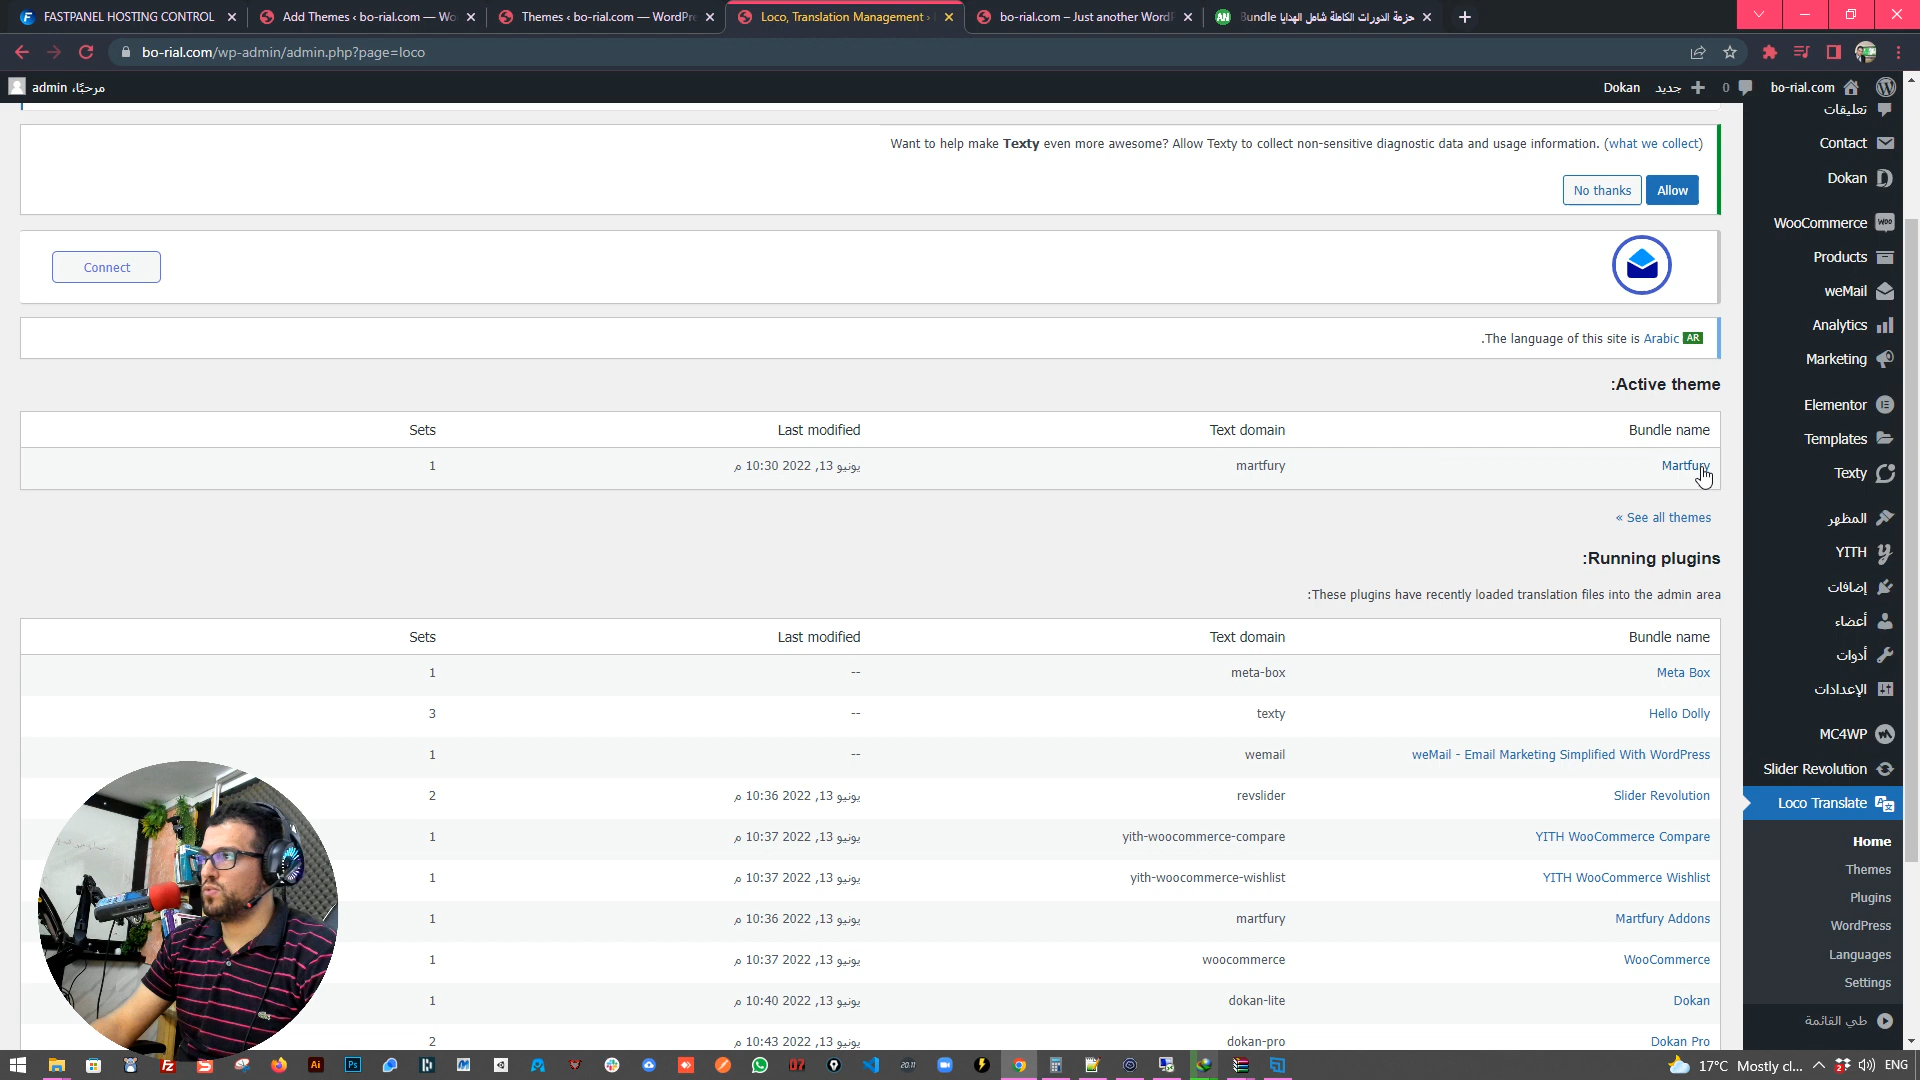 FASTPANEL HOSTING CONTROL
Add Themes ‹ bo-rial.com — Wo
Themes ‹ bo-rial.com — WordPre
Loco, Translation Management ›
bo-rial.com – Just another Word
Bundle حزمة الدورات الكاملة شامل الهدايا
bo-rial.com/wp-admin/admin.php?page=loco
مرحبًا، admin
Dokan
جديد
0
bo-rial.com
Want to help make Texty even more awesome? Allow Texty to collect non-sensitive diagnostic data and usage information. (what we collect)
No thanks
Allow
Connect
.The language of this site is Arabic AR
:Active theme
Sets
Last modified
Text domain
Bundle name
1
يونيو 13, 2022 10:30 م
martfury
Martfury
« See all themes
:Running plugins
:These plugins have recently loaded translation files into the admin area
Sets
Last modified
Text domain
Bundle name
1
--
meta-box
Meta Box
3
--
texty
Hello Dolly
1
--
wemail
weMail - Email Marketing Simplified With WordPress
2
يونيو 13, 2022 10:36 م
revslider
Slider Revolution
1
يونيو 13, 2022 10:37 م
yith-woocommerce-compare
YITH WooCommerce Compare
1
يونيو 13, 2022 10:37 م
yith-woocommerce-wishlist
YITH WooCommerce Wishlist
1
يونيو 13, 2022 10:36 م
martfury
Martfury Addons
1
يونيو 13, 2022 10:37 م
woocommerce
WooCommerce
1
يونيو 13, 2022 10:40 م
dokan-lite
Dokan
2
يونيو 13, 2022 10:43 م
dokan-pro
Dokan Pro
تعليقات
Contact
Dokan
WooCommerce
Products
weMail
Analytics
Marketing
Elementor
Templates
Texty
المظهر
YITH
إضافات
أعضاء
أدوات
الإعدادات
MC4WP
Slider Revolution
Loco Translate
Home
Themes
Plugins
WordPress
Languages
Settings
طي القائمة
17°C Mostly cl...
ENG